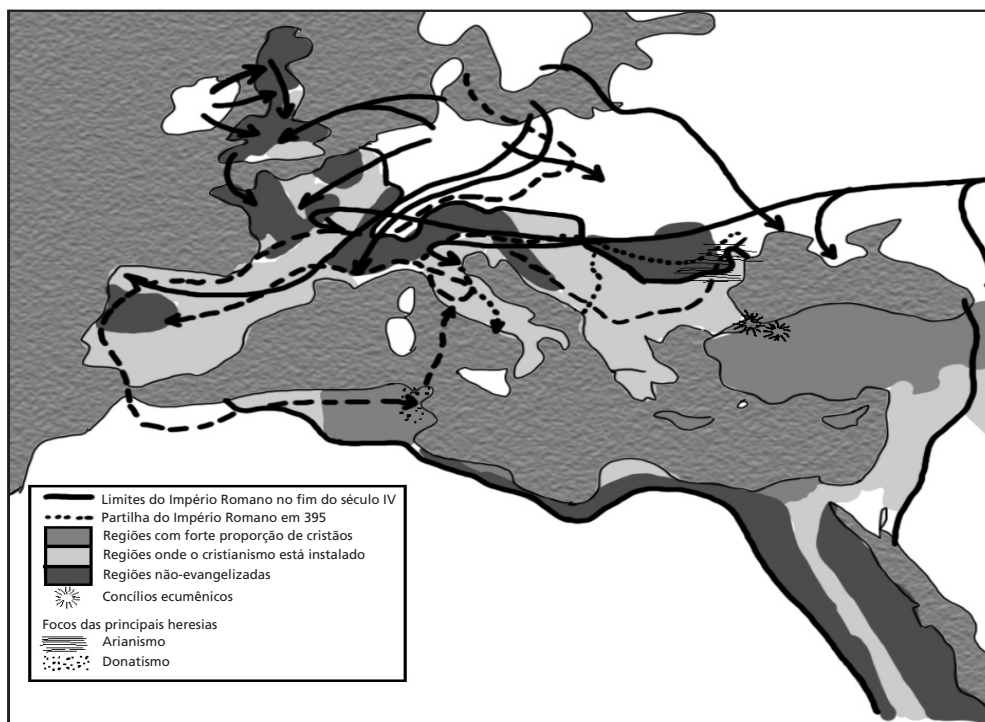 Limites do Império Romano no fim do século IV
Partilha do Império Romano em 395
Regiões com forte proporção de cristãos
Regiões onde o cristianismo está instalado
Regiões não-evangelizadas
Concílios ecumênicos
Focos das principais heresias
Arianismo
Donatismo